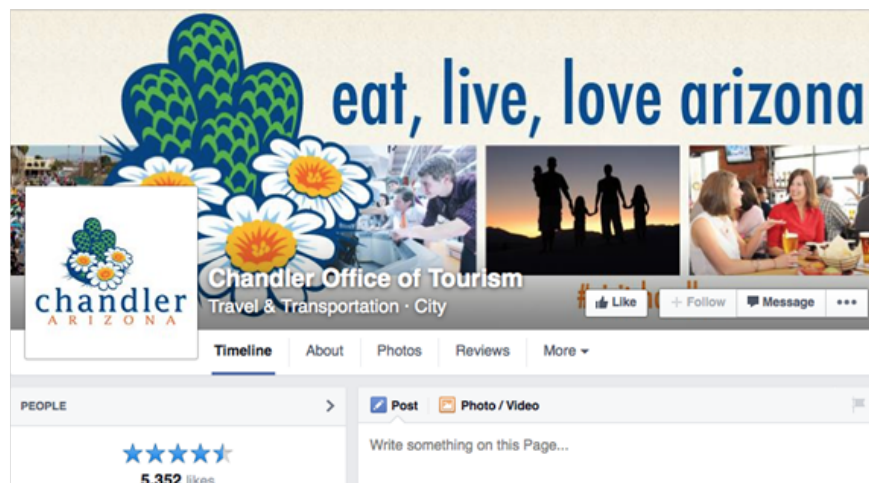 eat, live, love arizona
chandler
ARIZONA
Chandler Office of Tourism
Travel & Transportation · City
Like
Follow
Message
Timeline
About
Photos
Reviews
More
PEOPLE
Post
Photo / Video
Write something on this Page...
5,352 likes